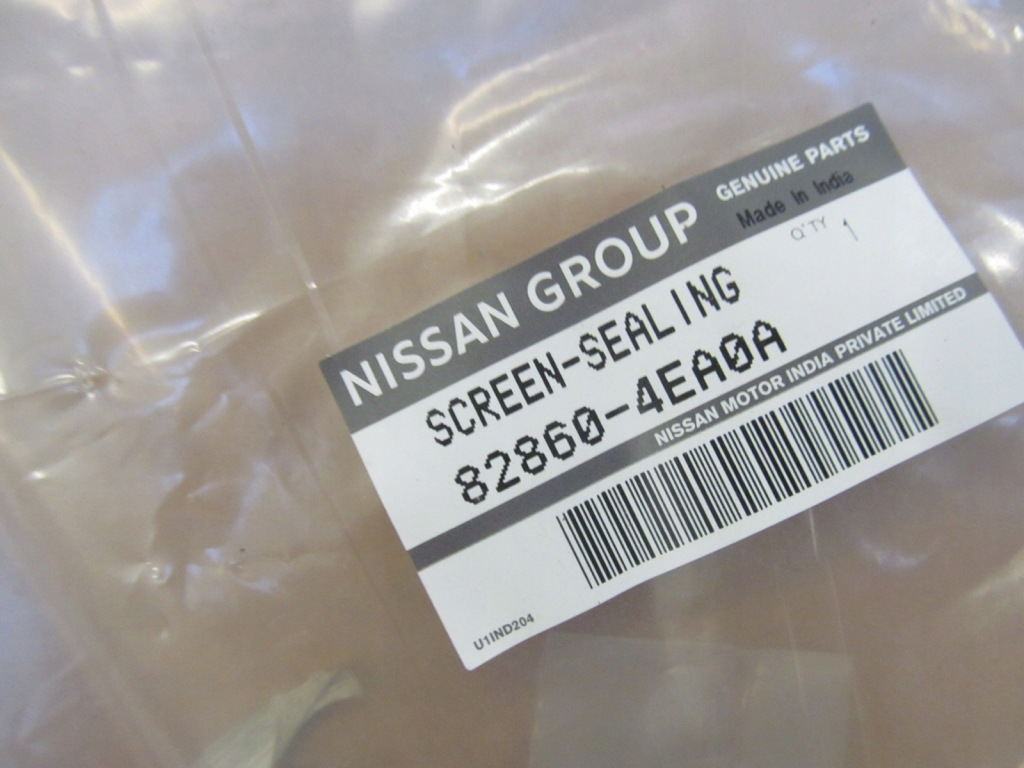 NISSAN GROUP GENUINE PARTS
Made in India
Q'TY 1
SCREEN-SEALING
82860-4EA0A
NISSAN MOTOR INDIA PRIVATE LIMITED
U1IND204